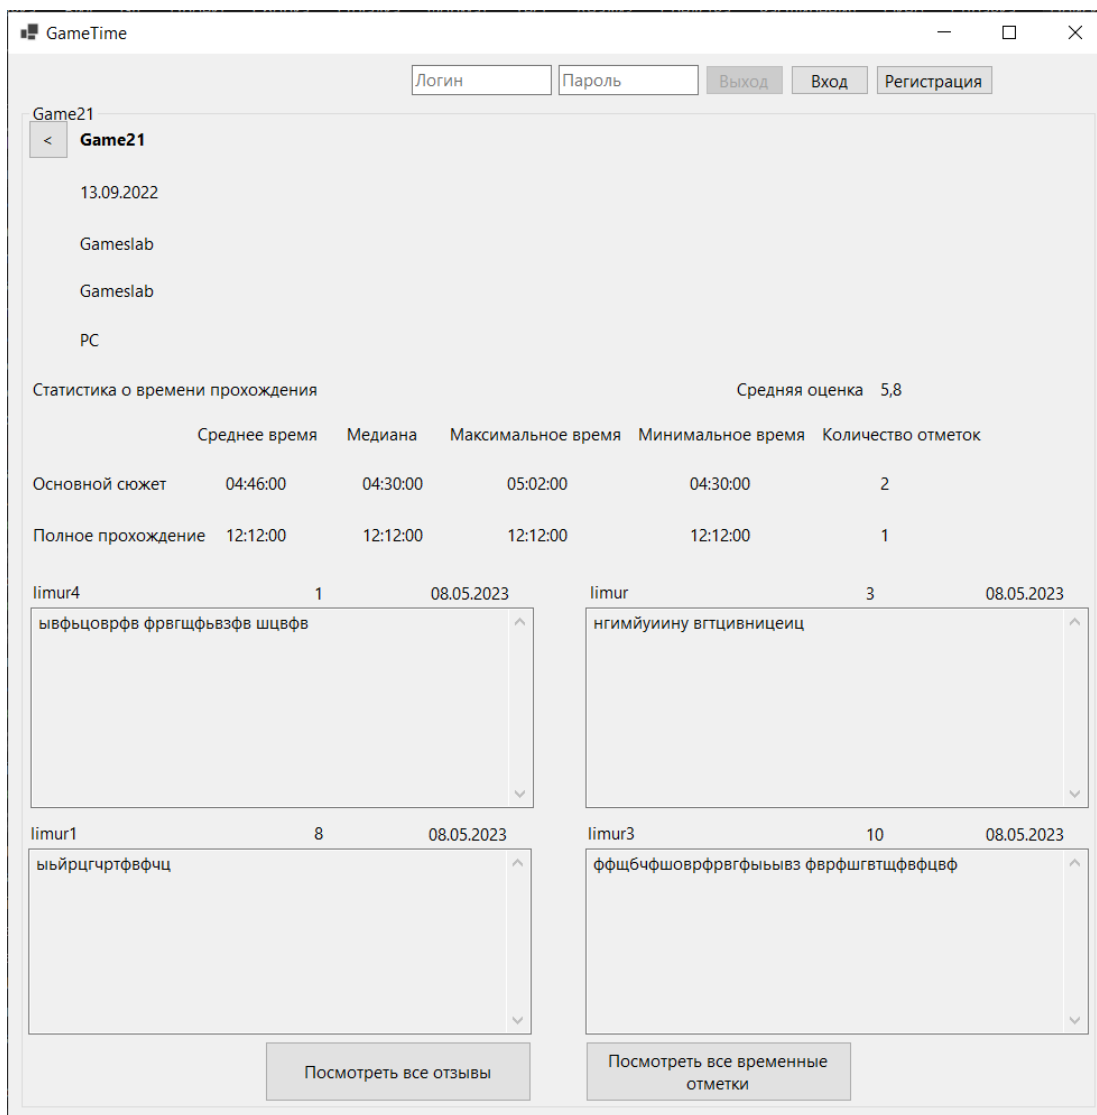 GameTime
Логин Пароль Выход Вход Регистрация
Game21
< Game21
13.09.2022
Gameslab
Gameslab
PC
Статистика о времени прохождения Средняя оценка 5,8
Среднее время Медиана Максимальное время Минимальное время Количество отметок
Основной сюжет 04:46:00 04:30:00 05:02:00 04:30:00 2
Полное прохождение 12:12:00 12:12:00 12:12:00 12:12:00 1
limur4 1 08.05.2023
ывфьцоврфв фрвгщфьвзфв шцвфв
limur 3 08.05.2023
нгимйуиину вгтцивницеиц
limur1 8 08.05.2023
ыьйрцгчртфвфчц
limur3 10 08.05.2023
ффщбчфшоврфрвгфыьывз фврфшгвтщфвфцвф
Посмотреть все отзывы
Посмотреть все временные
отметки